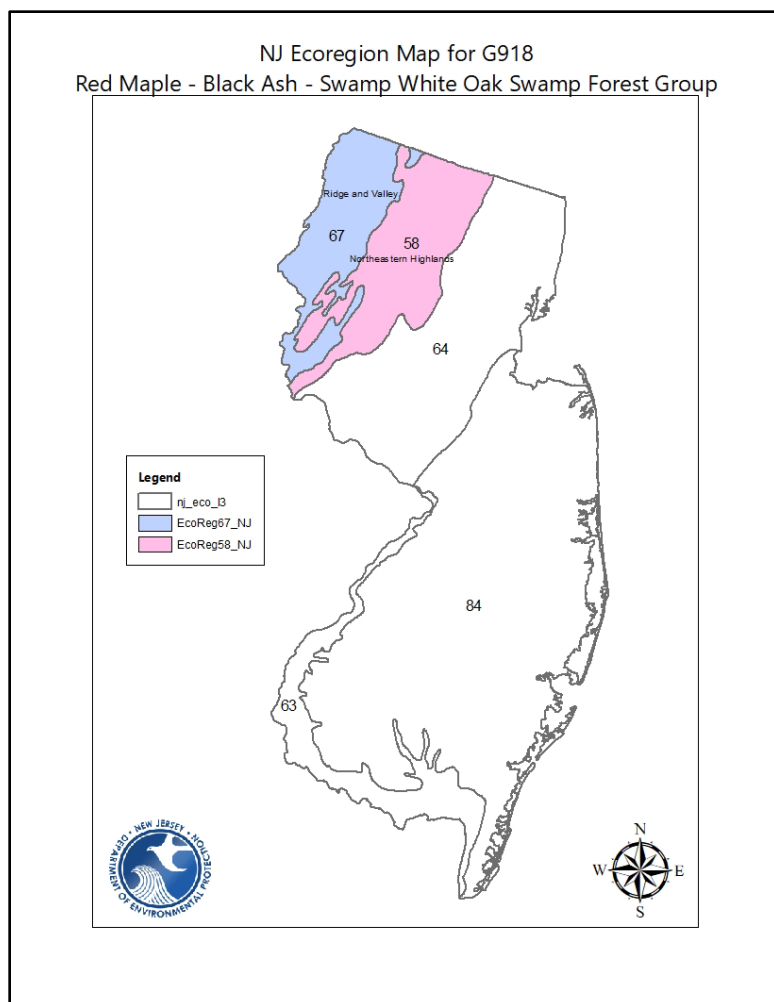 NJ Ecoregion Map for G918
Red Maple - Black Ash - Swamp White Oak Swamp Forest Group
Ridge and Valley
67
58
Northeastern Highlands
64
Legend
nj_eco_l3
EcoReg67_NJ
EcoReg58_NJ
84
63
NEW JERSEY
DEPARTMENT OF ENVIRONMENTAL PROTECTION
N
W
E
S